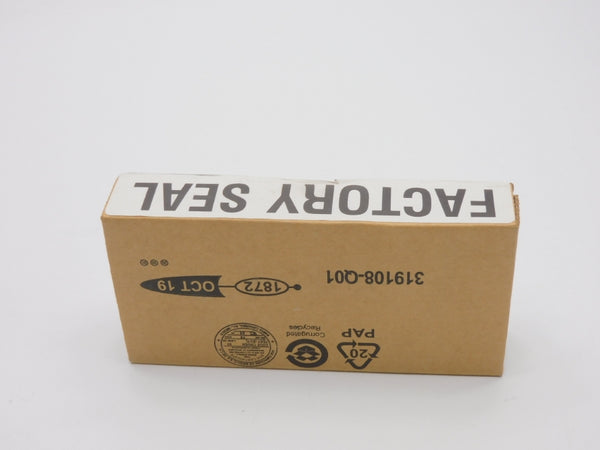 FACTORY SEAL
20
PAP
Corrugated
Recycles
319108-Q01
1872
OCT 19